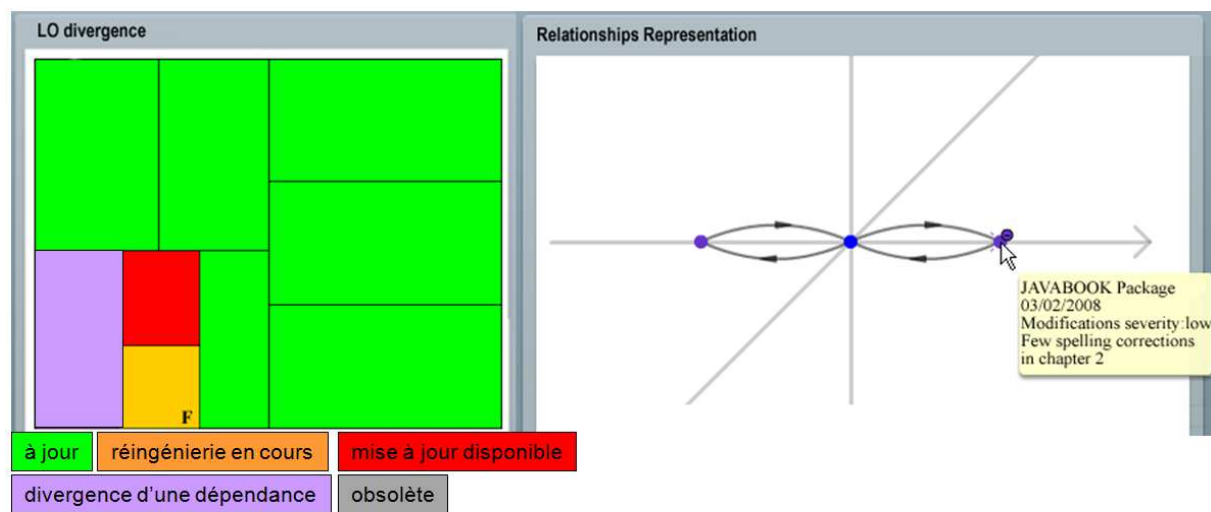 LO divergence
Relationships Representation
JAVABOOK Package
03/02/2008
Modifications severity:low
Few spelling corrections
in chapter 2
F
à jour
réingénierie en cours
mise à jour disponible
divergence d'une dépendance
obsolète